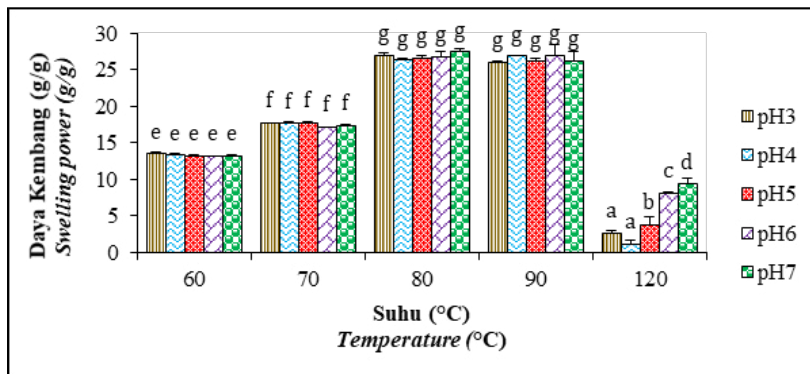 Daya Kembang (g/g)
Swelling power (g/g)
30
25
20
15
10
5
0
e e e e e
f f f f f
g g g g g
g g g g g
a a b c d
60 70 80 90 120
Suhu (°C)
Temperature (°C)
pH3
pH4
pH5
pH6
pH7